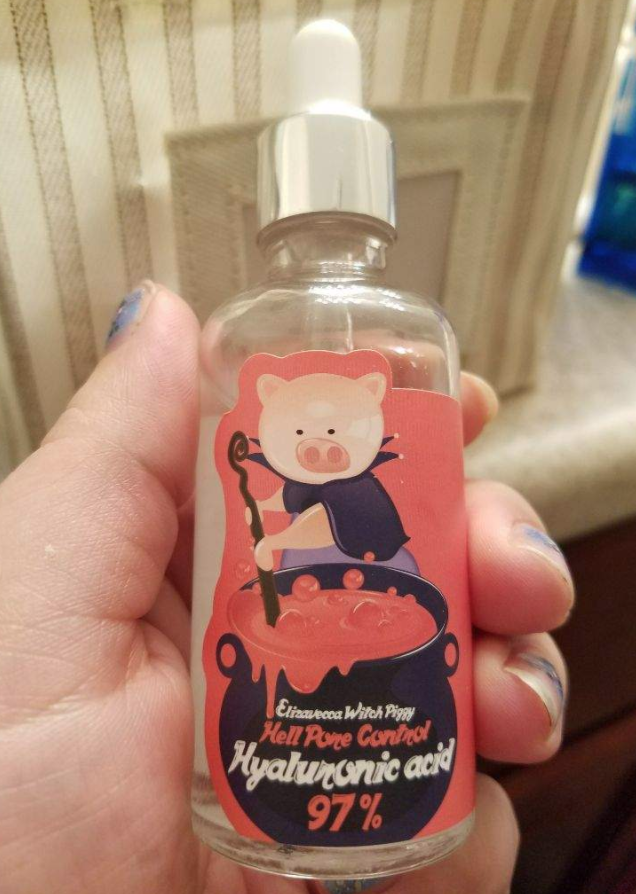 Elizavecca Witch Piggy
Hell Pore Control
Hyaluronic acid
97%